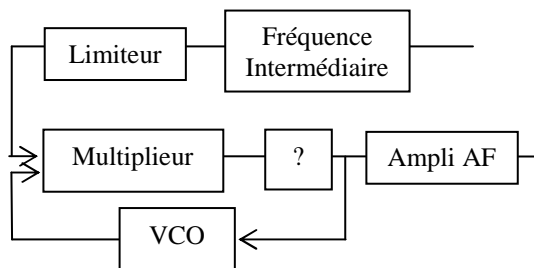 Limiteur
Fréquence
Intermédiaire
Multiplieur
?
Ampli AF
VCO